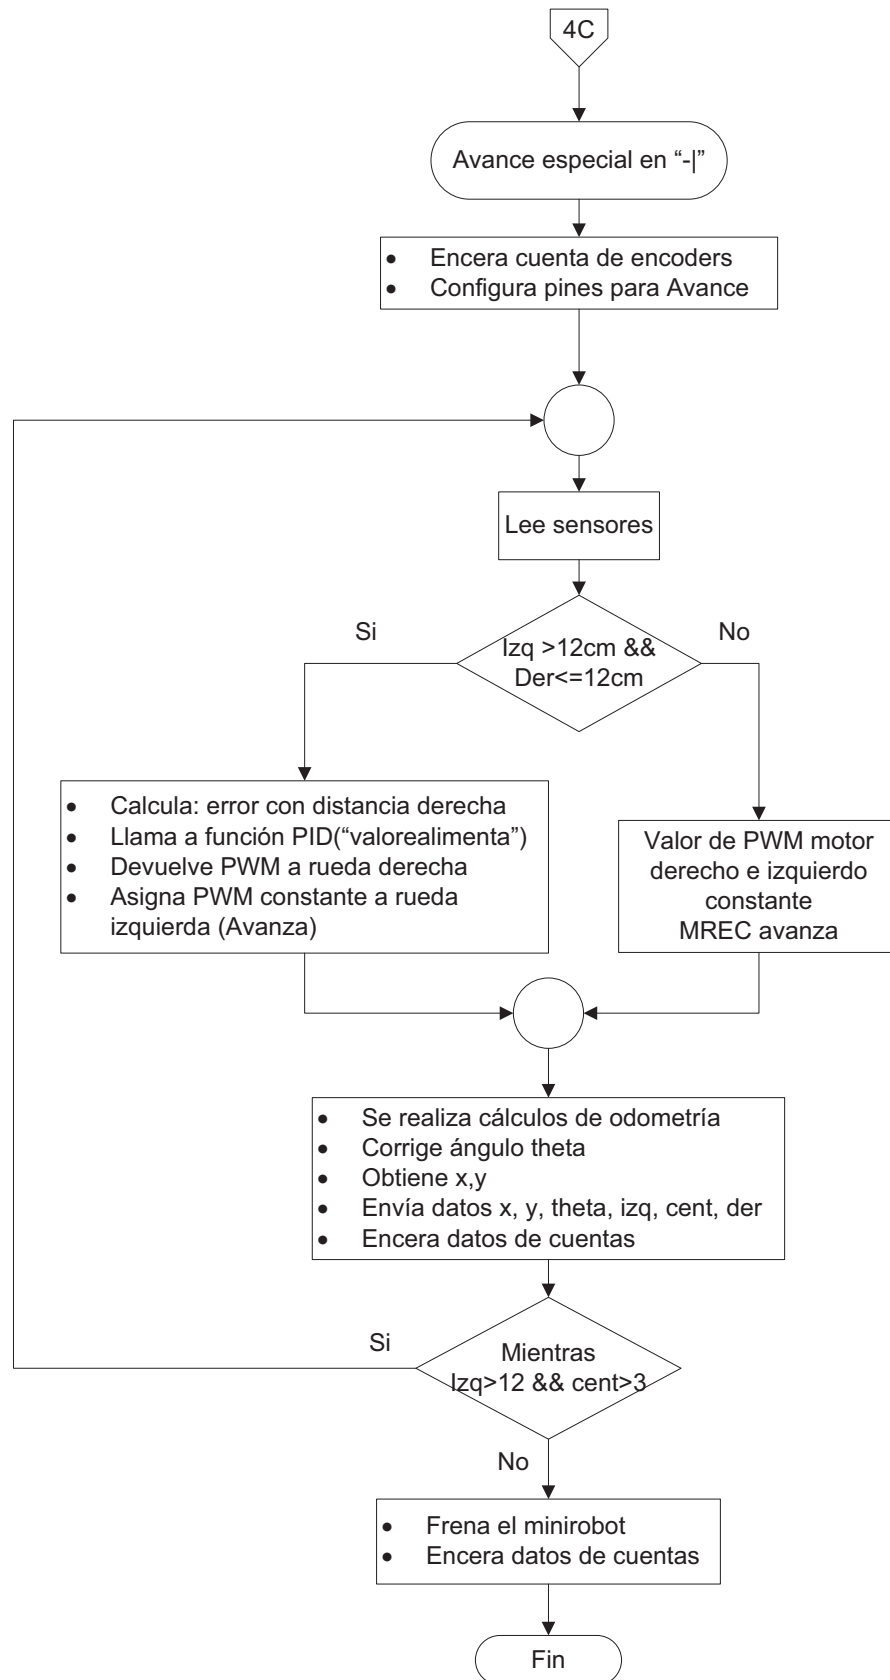 4C
Avance especial en “-|”
• Encera cuenta de encoders
• Configura pines para Avance
Lee sensores
Si
No
Izq >12cm &&
Der<=12cm
• Calcula: error con distancia derecha
• Llama a función PID(“valorealimenta”)
• Devuelve PWM a rueda derecha
• Asigna PWM constante a rueda
izquierda (Avanza)
Valor de PWM motor
derecho e izquierdo
constante
MREC avanza
• Se realiza cálculos de odometría
• Corrige ángulo theta
• Obtiene x,y
• Envía datos x, y, theta, izq, cent, der
• Encera datos de cuentas
Si
Mientras
Izq>12 && cent>3
No
• Frena el minirobot
• Encera datos de cuentas
Fin